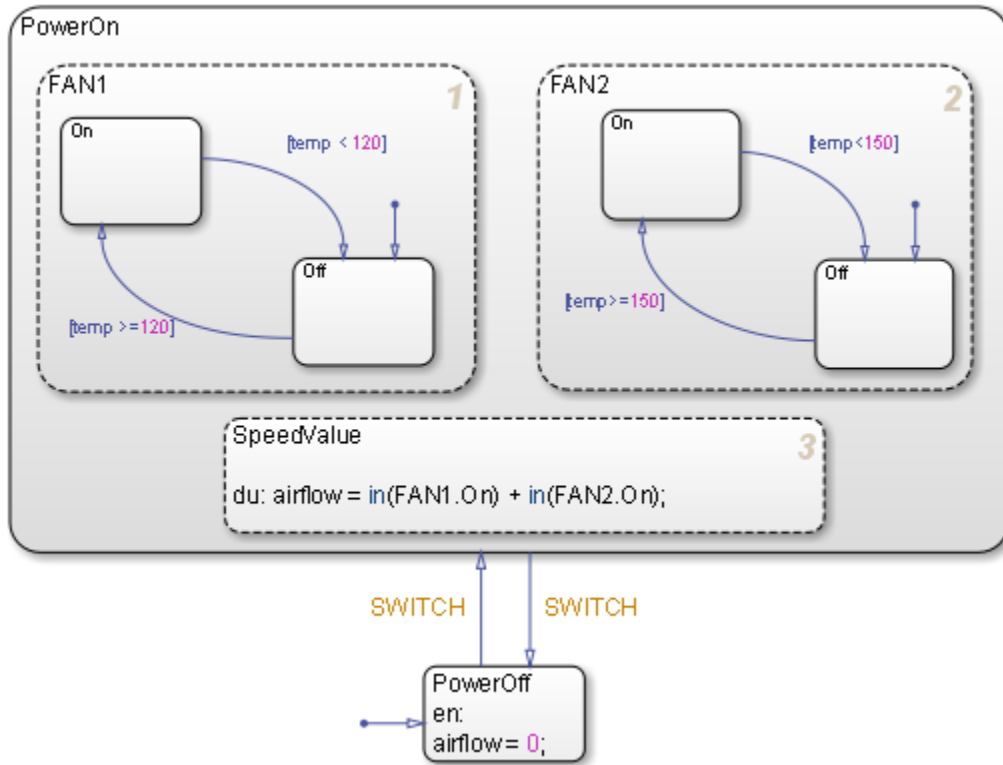 PowerOn
FAN1
1
On
[temp < 120]
Off
[temp >=120]
FAN2
2
On
[temp<150]
Off
[temp>=150]
SpeedValue
3
du: airflow = in(FAN1.On) + in(FAN2.On);
SWITCH
SWITCH
PowerOff
en:
airflow = 0;